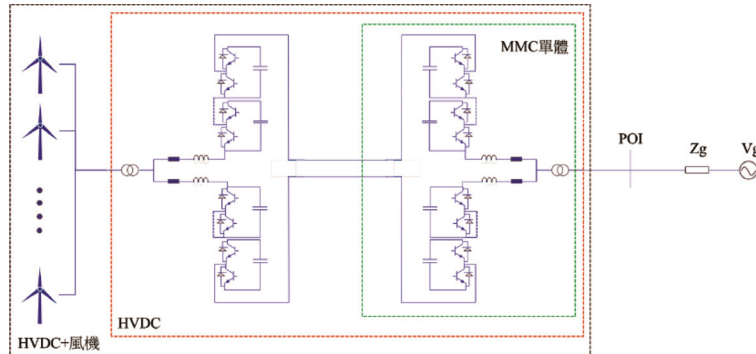 MMC單體
POI
Zg
Vg
HVDC
HVDC+風機